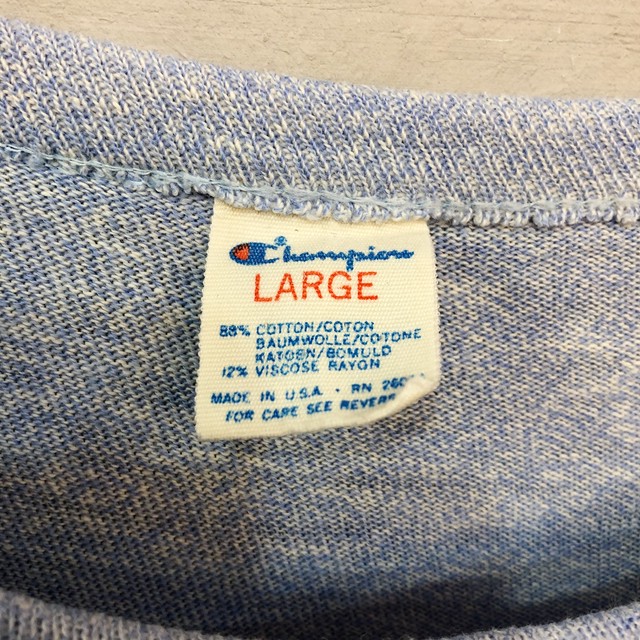 Champion
LARGE
88% COTTON/COTON
BAUMWOLLE/COTONE
KATOEN/BOMULD
12% VISCOSE RAYON
MADE IN U.S.A. · RN
FOR CARE SEE